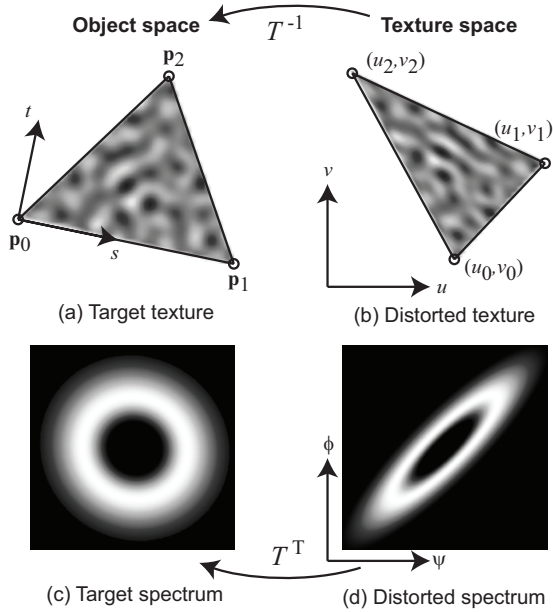 Object space
T⁻¹
Texture space
p₂
(u₂,v₂)
t
(u₁,v₁)
v
p₀
s
p₁
(u₀,v₀)
u
(a) Target texture
(b) Distorted texture
ϕ
T^T
ψ
(c) Target spectrum
(d) Distorted spectrum